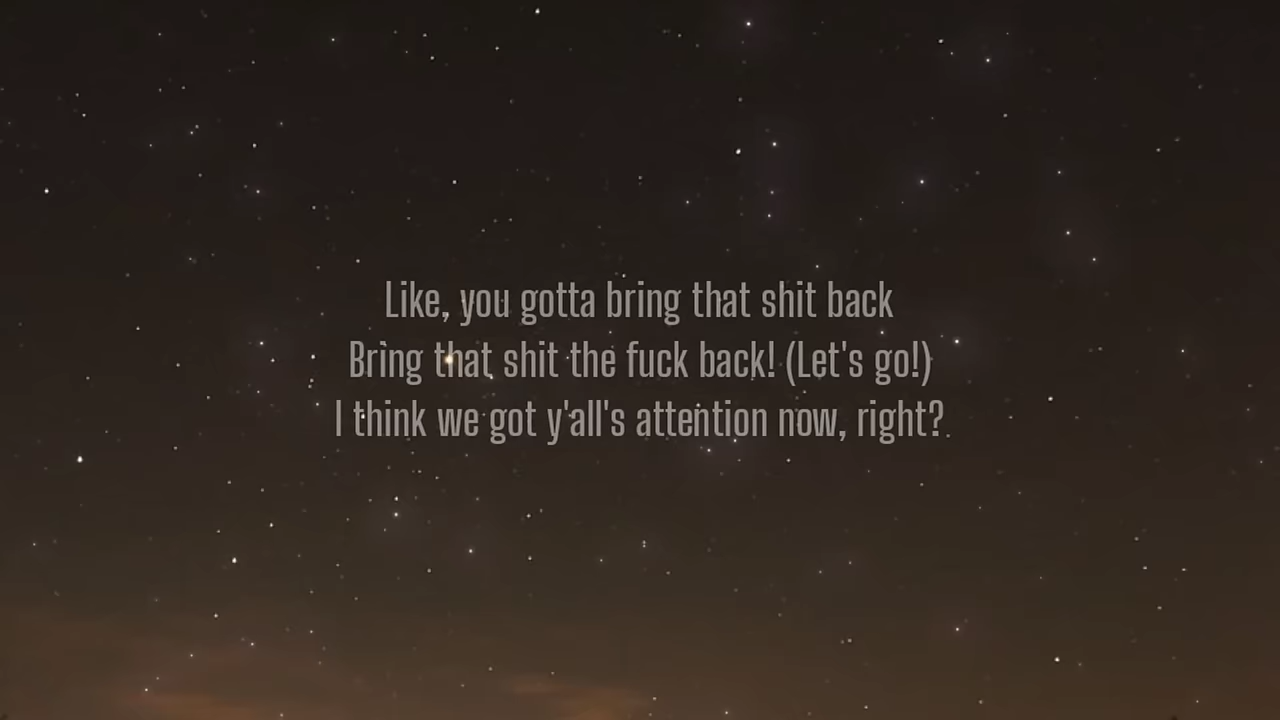 Like, you gotta bring that shit back
Bring that shit the fuck back! (Let's go!)
I think we got y'all's attention now, right?